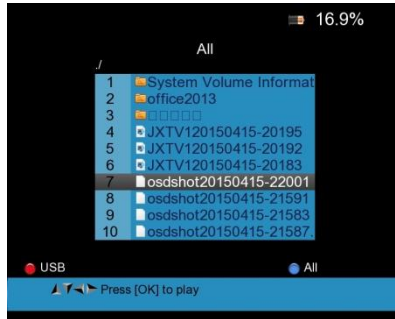 16.9%
All
./
1 System Volume Informat
2 office2013
3 □□□□□
4 JXTV120150415-20195
5 JXTV120150415-20192
6 JXTV120150415-20183
7 osdshot20150415-22001
8 osdshot20150415-21591
9 osdshot20150415-21583
10 osdshot20150415-21587.
USB All
Press [OK] to play